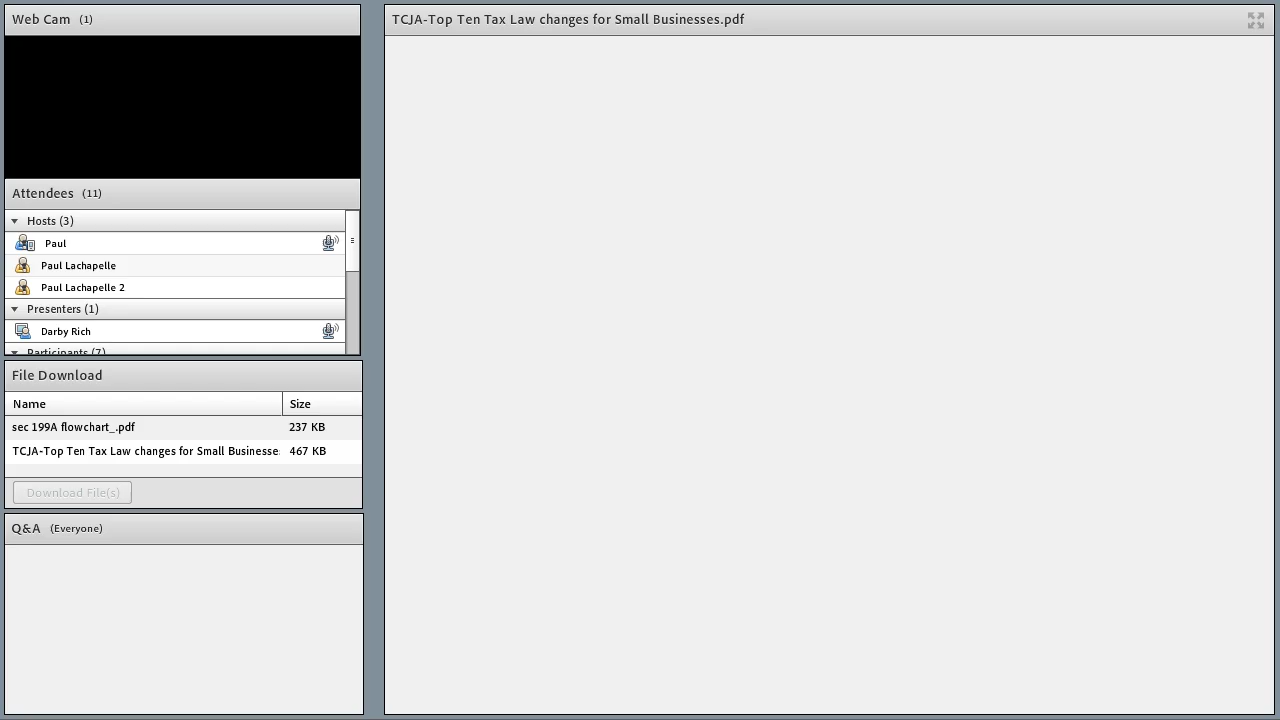 Web Cam (1)
TCJA-Top Ten Tax Law changes for Small Businesses.pdf
Attendees (11)
Hosts (3)
Paul
Paul Lachapelle
Paul Lachapelle 2
Presenters (1)
Darby Rich
Participants (7)
File Download
Name Size
sec 199A flowchart_.pdf 237 KB
TCJA-Top Ten Tax Law changes for Small Businesse 467 KB
Download File(s)
Q&A (Everyone)